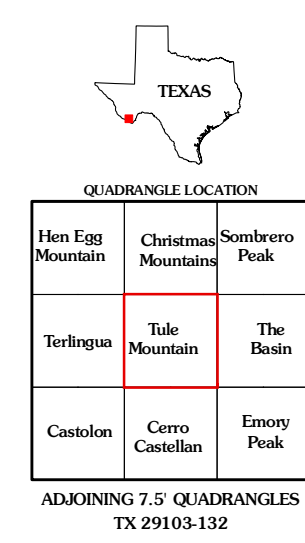 TEXAS
QUADRANGLE LOCATION
Hen Egg
Mountain
Christmas
Mountains
Sombrero
Peak
Terlingua
Tule
Mountain
The
Basin
Castolon
Cerro
Castellan
Emory
Peak
ADJOINING 7.5' QUADRANGLES
TX 29103-132